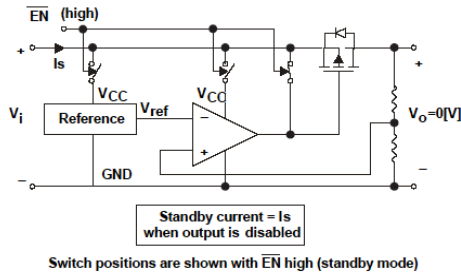 EN (high)
+
Is
+
VCC
VCC
Vi
Reference
Vref
−
Vo=0[V]
+
−
GND
−
Standby current = Is
when output is disabled
Switch positions are shown with EN high (standby mode)